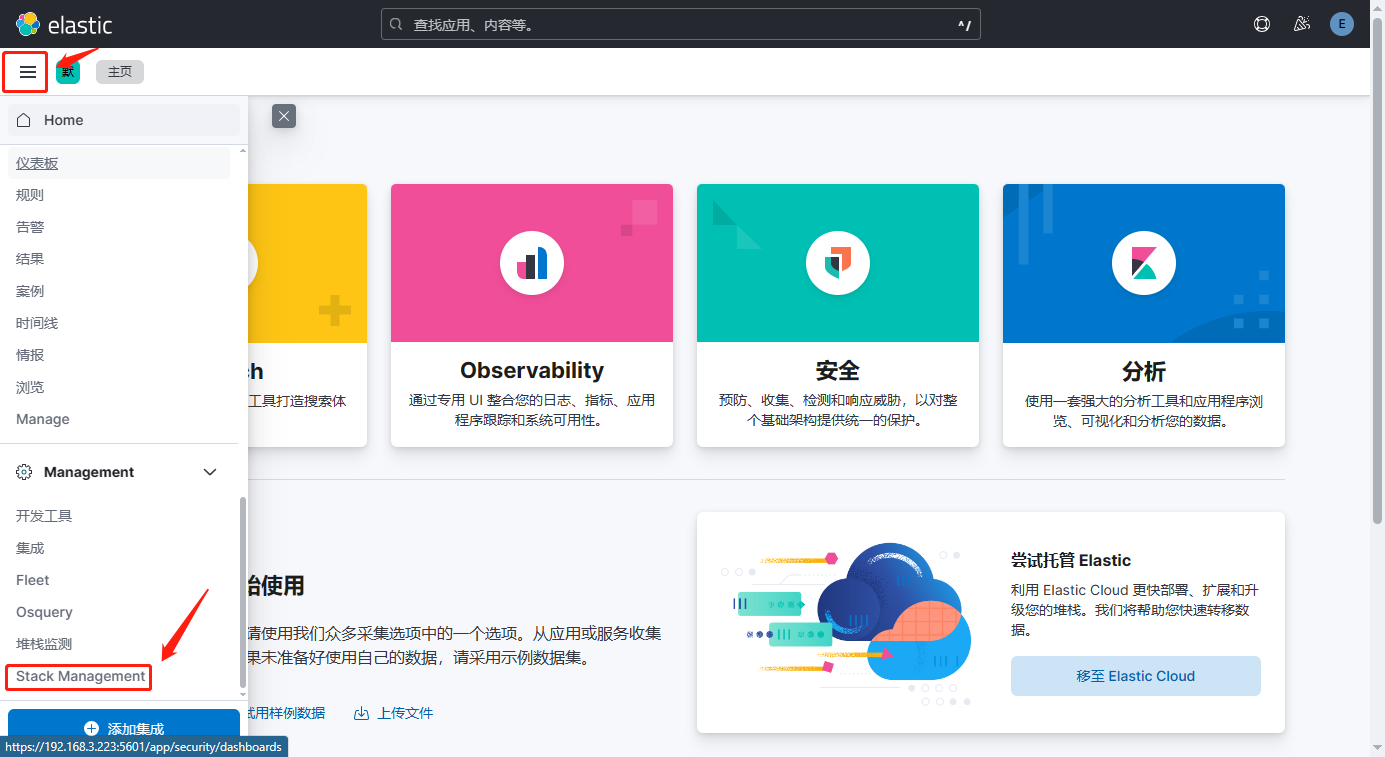 elastic
查找应用、内容等。
^/
E
默
主页
Home
仪表板
规则
告警
结果
案例
时间线
情报
浏览
Manage
Management
开发工具
集成
Fleet
Osquery
堆栈监测
Stack Management
添加集成
https://192.168.3.223:5601/app/security/dashboards
h
工具打造搜索体
Observability
通过专用 UI 整合您的日志、指标、应用
程序跟踪和系统可用性。
安全
预防、收集、检测和响应威胁，以对整
个基础架构提供统一的保护。
分析
使用一套强大的分析工具和应用程序浏
览、可视化和分析您的数据。
始使用
请使用我们众多采集选项中的一个选项。从应用或服务收集
果未准备好使用自己的数据，请采用示例数据集。
试用样例数据
上传文件
尝试托管 Elastic
利用 Elastic Cloud 更快部署、扩展和升
级您的堆栈。我们将帮助您快速转移数
据。
移至 Elastic Cloud